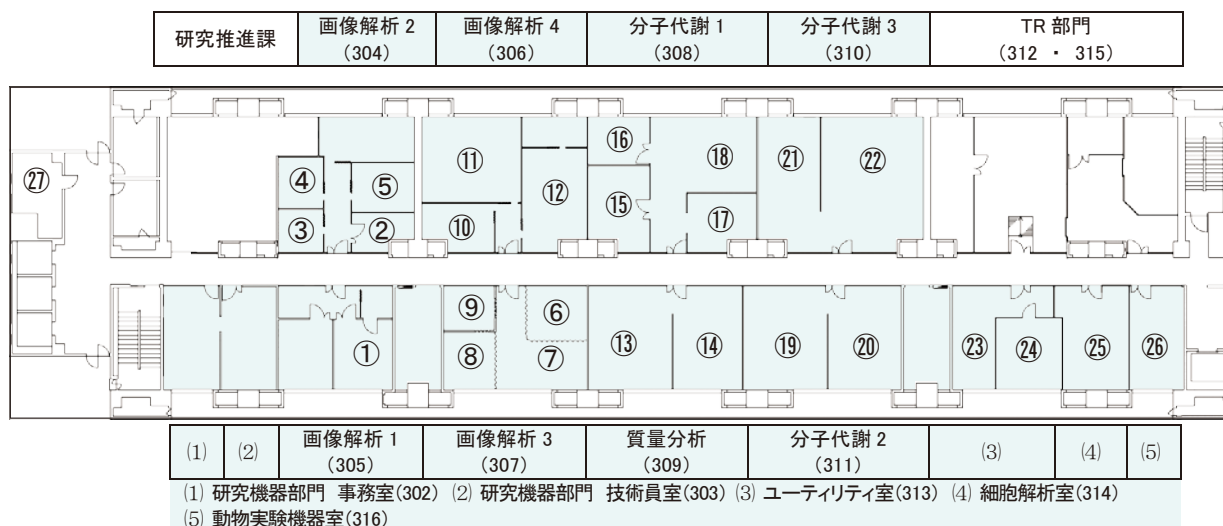 研究推進課 画像解析 2 画像解析 4 分子代謝 1 分子代謝 3 TR 部門
(304) (306) (308) (310) (312 ・ 315)
⑯
⑪ ⑱ ㉑ ㉒
④ ⑤ ⑫
㉗
③ ② ⑩ ⑮ ⑰
⑨ ⑥
① ⑧ ⑦ ⑬ ⑭ ⑲ ⑳ ㉓ ㉔ ㉕ ㉖
⑴ ⑵ 画像解析 1 画像解析 3 質量分析 分子代謝 2 ⑶ ⑷ ⑸
(305) (307) (309) (311)
⑴ 研究機器部門 事務室(302) ⑵ 研究機器部門 技術員室(303) ⑶ ユーティリティ室(313) ⑷ 細胞解析室(314)
⑸ 動物実験機器室(316)